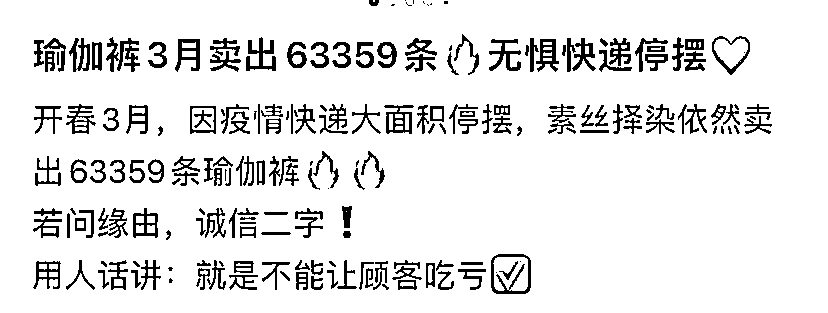 瑜伽裤3月卖出63359条🔥无惧快递停摆♡
开春3月，因疫情快递大面积停摆，素丝择染依然卖
出63359条瑜伽裤🔥🔥
若问缘由，诚信二字❗
用人话讲：就是不能让顾客吃亏☑